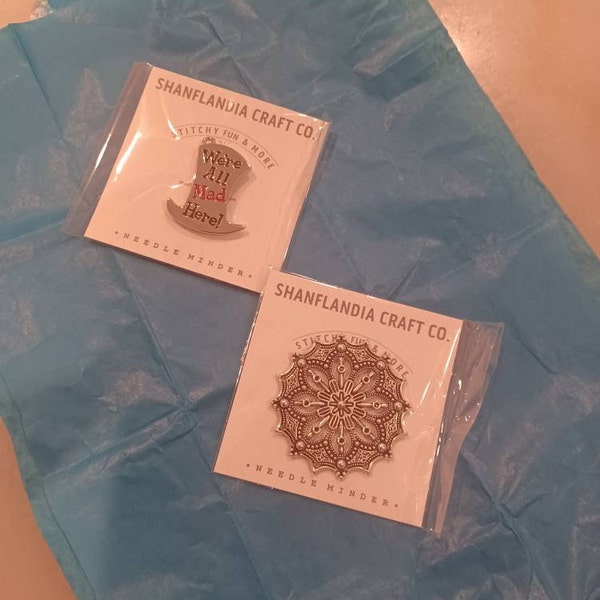 SHANFLANDIA CRAFT CO.
STITCHY FUN & MORE
We're
All
Mad
Here!
• NEEDLE MINDER •
SHANFLANDIA CRAFT CO.
STITCHY FUN & MORE
• NEEDLE MINDER •